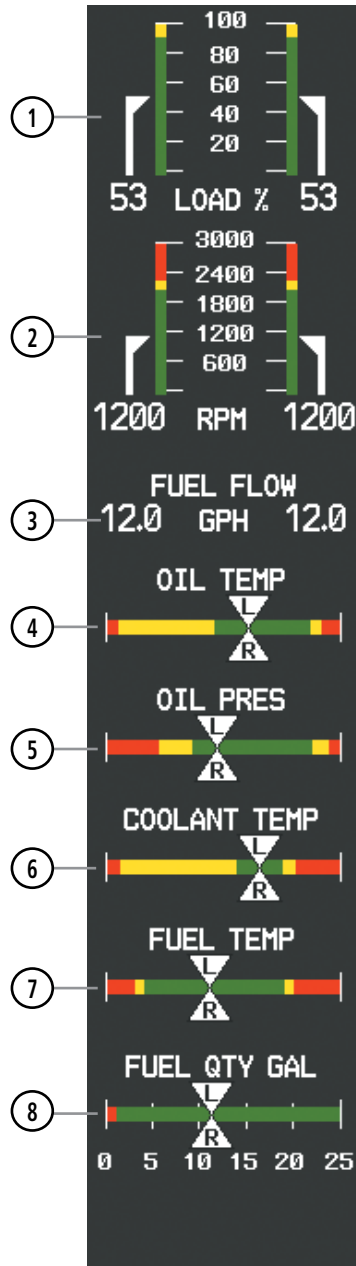 100
80
60
1
40
20
53 LOAD % 53
3000
2400
1800
2
1200
600
1200 RPM 1200
FUEL FLOW
3
12.0 GPH 12.0
OIL TEMP
L
4
R
OIL PRES
L
5
R
COOLANT TEMP
L
6
R
FUEL TEMP
L
7
R
FUEL QTY GAL
L
8
R
0 5 10 15 20 25